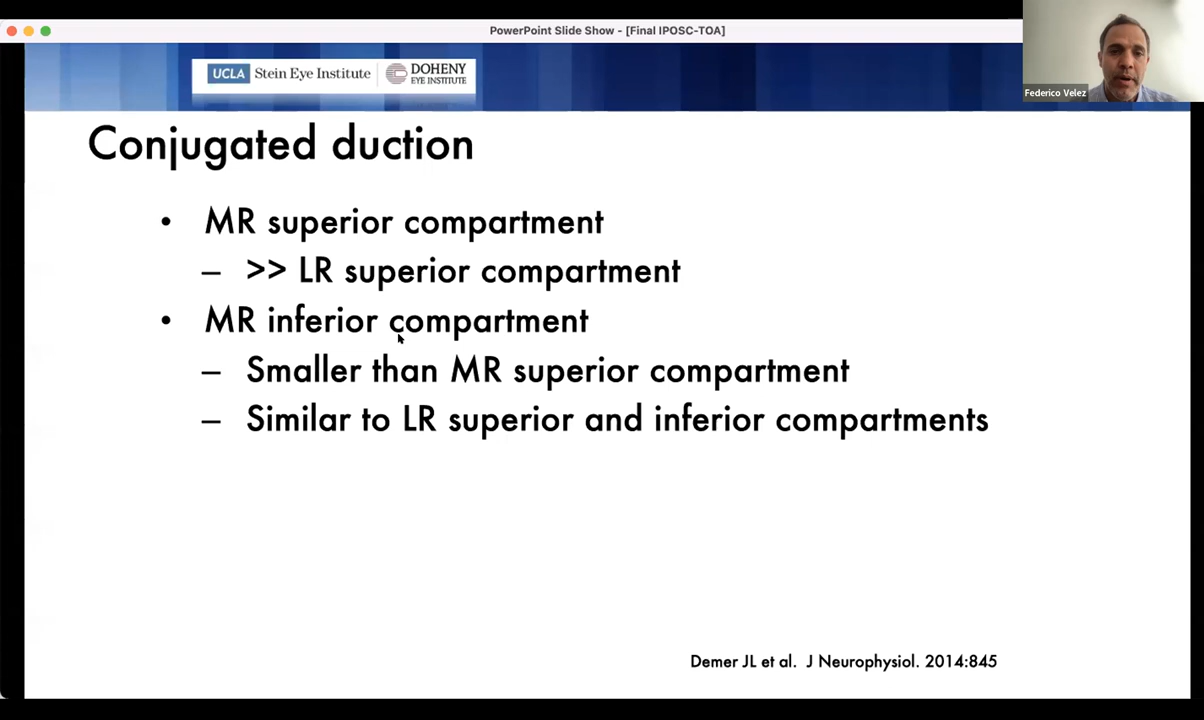 PowerPoint Slide Show - [Final IPOSC-TOA]
UCLA Stein Eye Institute DOHENY
EYE INSTITUTE
Federico Velez
Conjugated duction
• MR superior compartment
– >> LR superior compartment
• MR inferior compartment
– Smaller than MR superior compartment
– Similar to LR superior and inferior compartments
Demer JL et al. J Neurophysiol. 2014:845